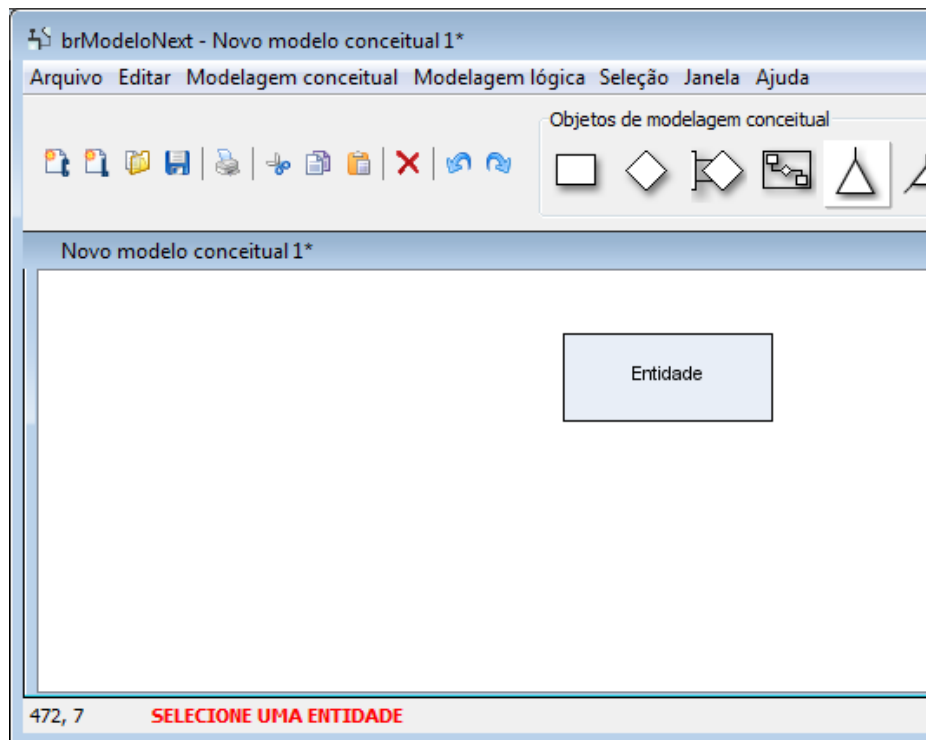 brModeloNext - Novo modelo conceitual 1*
Arquivo Editar Modelagem conceitual Modelagem lógica Seleção Janela Ajuda
Objetos de modelagem conceitual
Novo modelo conceitual 1*
Entidade
472, 7 SELECIONE UMA ENTIDADE